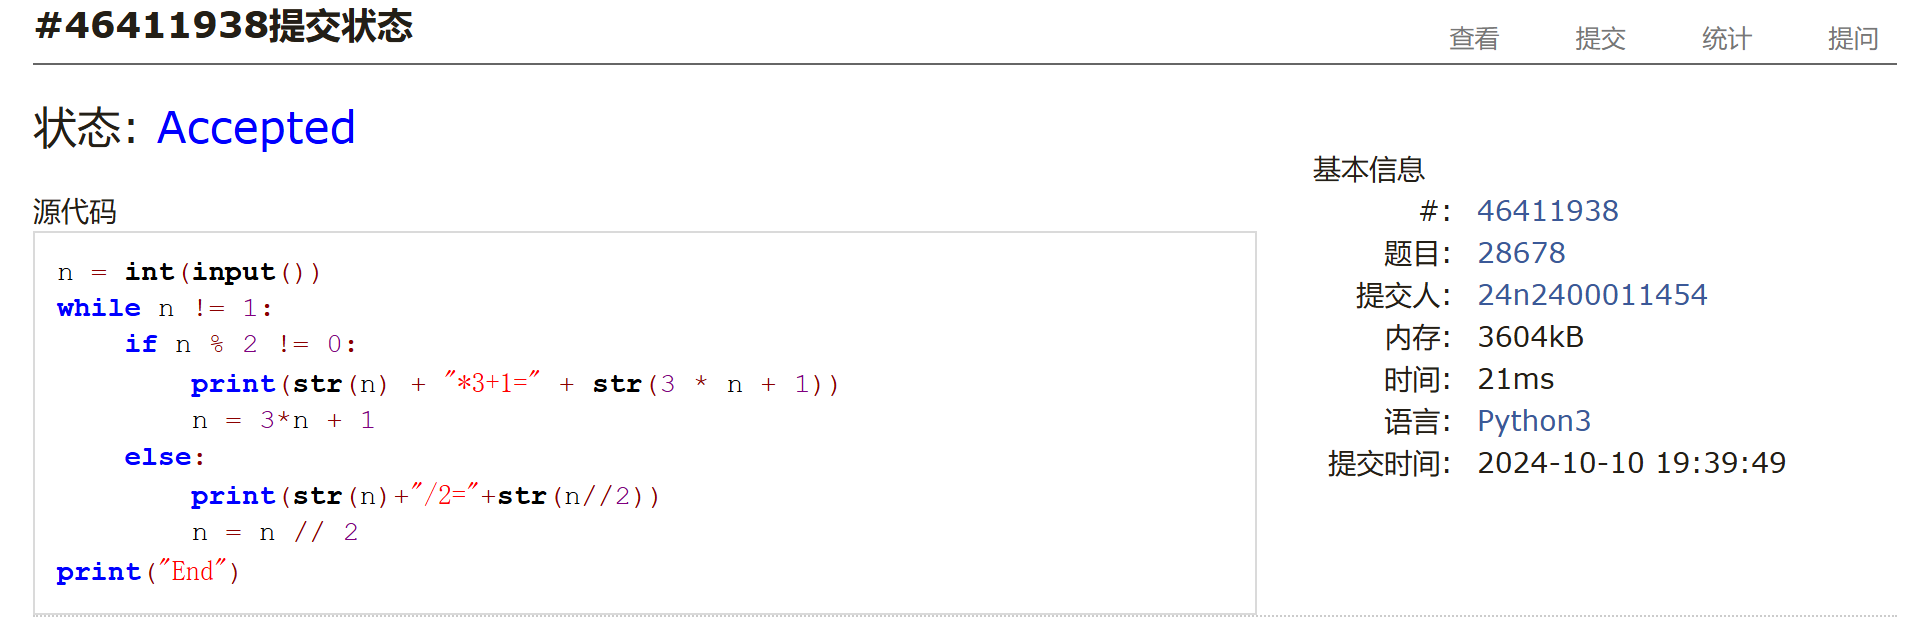 #46411938提交状态
查看 提交 统计 提问
状态: Accepted
源代码
n = int(input())
while n != 1:
    if n % 2 != 0:
        print(str(n) + "*3+1=" + str(3 * n + 1))
        n = 3*n + 1
    else:
        print(str(n)+"/2="+str(n//2))
        n = n // 2
print("End")
基本信息
#: 46411938
题目: 28678
提交人: 24n2400011454
内存: 3604kB
时间: 21ms
语言: Python3
提交时间: 2024-10-10 19:39:49